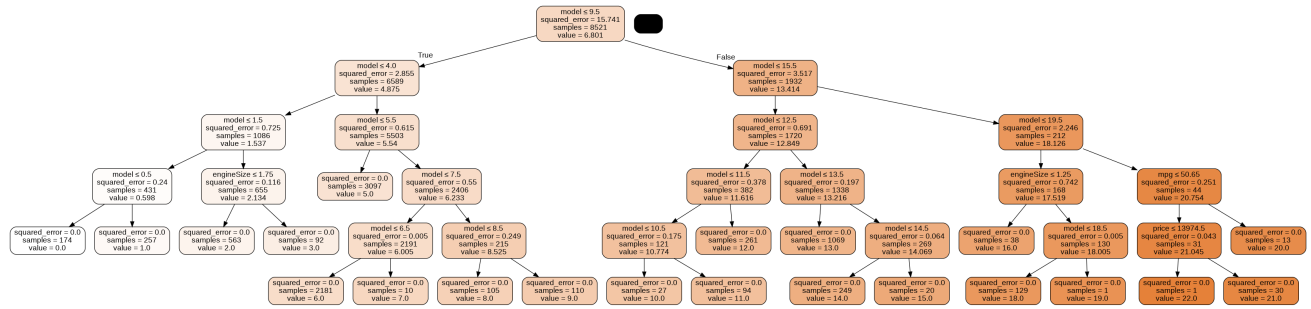 model ≤ 9.5
squared_error = 15.741
samples = 8521
value = 6.801
True
False
model ≤ 4.0
squared_error = 2.855
samples = 6589
value = 4.875
model ≤ 15.5
squared_error = 3.517
samples = 1932
value = 13.414
model ≤ 1.5
squared_error = 0.725
samples = 1086
value = 1.537
model ≤ 5.5
squared_error = 0.615
samples = 5503
value = 5.54
model ≤ 12.5
squared_error = 0.691
samples = 1720
value = 12.849
model ≤ 19.5
squared_error = 2.246
samples = 212
value = 18.126
model ≤ 0.5
squared_error = 0.24
samples = 431
value = 0.598
engineSize ≤ 1.75
squared_error = 0.116
samples = 655
value = 2.134
squared_error = 0.0
samples = 3097
value = 5.0
model ≤ 7.5
squared_error = 0.55
samples = 2406
value = 6.233
model ≤ 11.5
squared_error = 0.378
samples = 382
value = 11.616
model ≤ 13.5
squared_error = 0.197
samples = 1338
value = 13.216
engineSize ≤ 1.25
squared_error = 0.742
samples = 168
value = 17.519
mpg ≤ 50.65
squared_error = 0.251
samples = 44
value = 20.754
squared_error = 0.0
samples = 174
value = 0.0
squared_error = 0.0
samples = 257
value = 1.0
squared_error = 0.0
samples = 563
value = 2.0
squared_error = 0.0
samples = 92
value = 3.0
model ≤ 6.5
squared_error = 0.005
samples = 2191
value = 6.005
model ≤ 8.5
squared_error = 0.249
samples = 215
value = 8.525
model ≤ 10.5
squared_error = 0.175
samples = 121
value = 10.774
squared_error = 0.0
samples = 261
value = 12.0
squared_error = 0.0
samples = 1069
value = 13.0
model ≤ 14.5
squared_error = 0.064
samples = 269
value = 14.069
squared_error = 0.0
samples = 38
value = 16.0
model ≤ 18.5
squared_error = 0.005
samples = 130
value = 18.005
price ≤ 13974.5
squared_error = 0.043
samples = 31
value = 21.045
squared_error = 0.0
samples = 13
value = 20.0
squared_error = 0.0
samples = 2181
value = 6.0
squared_error = 0.0
samples = 10
value = 7.0
squared_error = 0.0
samples = 105
value = 8.0
squared_error = 0.0
samples = 110
value = 9.0
squared_error = 0.0
samples = 27
value = 10.0
squared_error = 0.0
samples = 94
value = 11.0
squared_error = 0.0
samples = 249
value = 14.0
squared_error = 0.0
samples = 20
value = 15.0
squared_error = 0.0
samples = 129
value = 18.0
squared_error = 0.0
samples = 1
value = 19.0
squared_error = 0.0
samples = 1
value = 22.0
squared_error = 0.0
samples = 30
value = 21.0